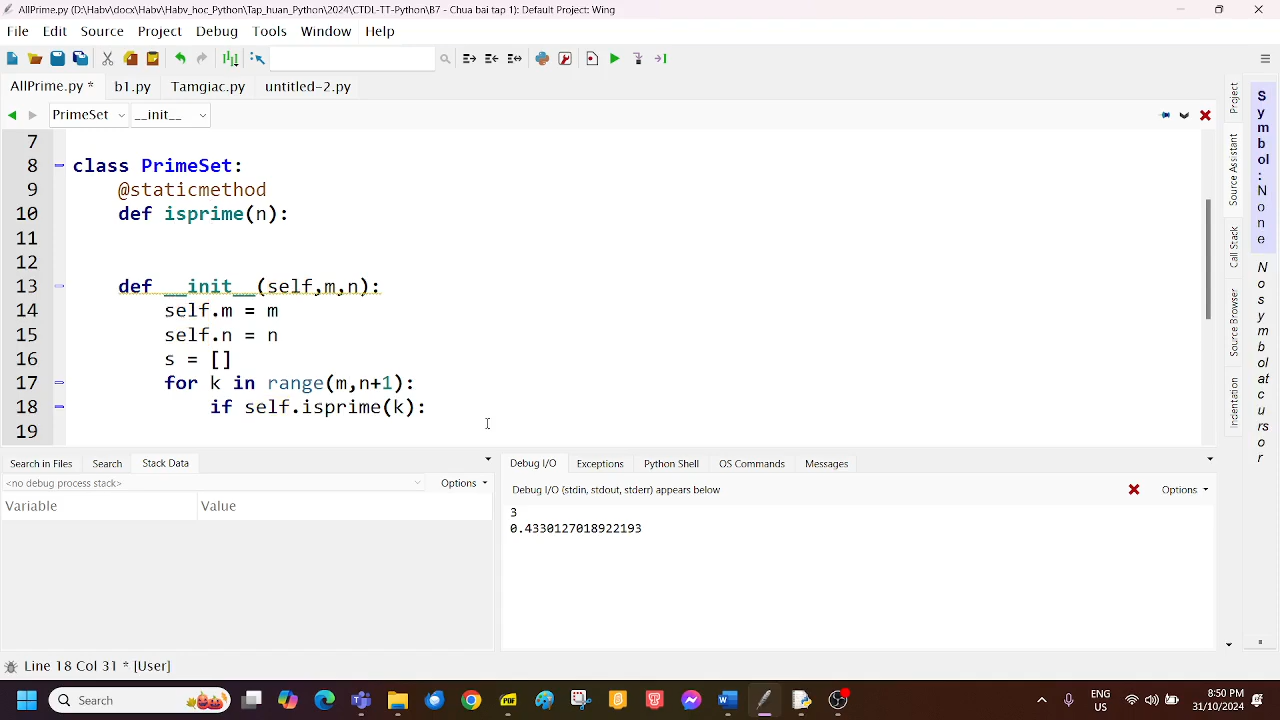 AllPrime.py (D:\Habv\docx\Habv\Habv_hoc_Python\Tap_huan_Python\2024\CTDL-TT-Python\B7 - Chua bai tap 1): Default Project: Wing
File Edit Source Project Debug Tools Window Help
AllPrime.py * b1.py Tamgiac.py untitled-2.py
PrimeSet __init__
7
8 class PrimeSet:
9 @staticmethod
10 def isprime(n):
11
12
13 def __init__(self,m,n):
14 self.m = m
15 self.n = n
16 s = []
17 for k in range(m,n+1):
18 if self.isprime(k):
19
Project
Source Assistant
Call Stack
Source Browser
Indentation
Symbol: None
No symbol at cursor
Search in Files Search Stack Data
<no debug process stack> Options
Variable Value
Debug I/O Exceptions Python Shell OS Commands Messages
Debug I/O (stdin, stdout, stderr) appears below Options
3
0.4330127018922193
Line 18 Col 31 * [User]
Search
PDF
ENG
US
8:50 PM
31/10/2024